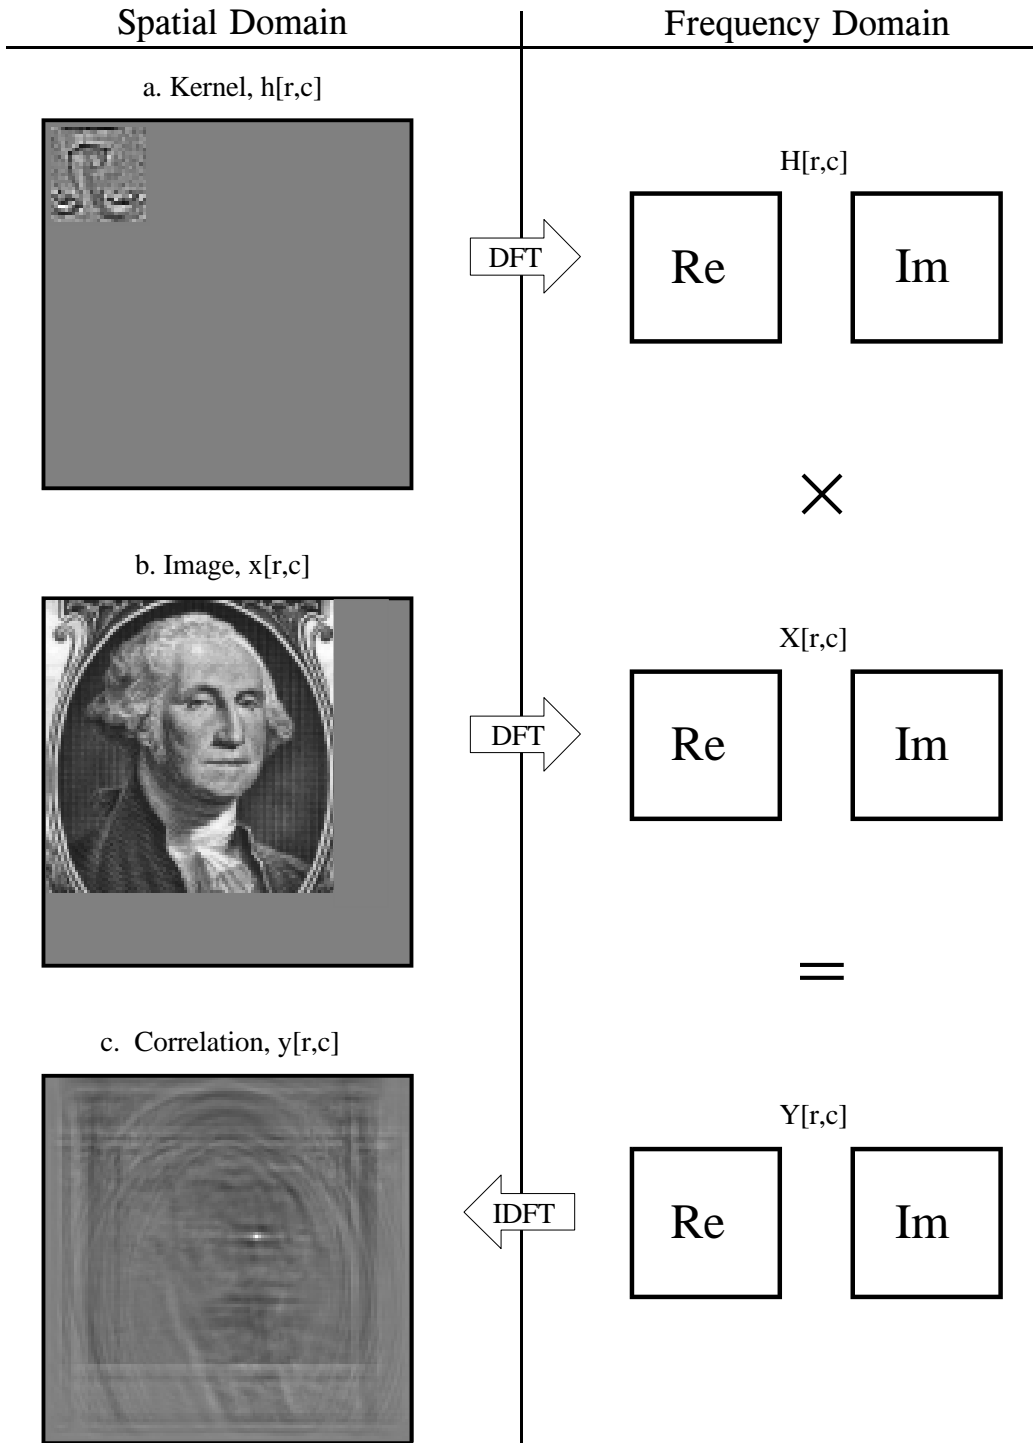 Spatial Domain
Frequency Domain
a. Kernel, h[r,c]
H[r,c]
DFT
Re
Im
×
b. Image, x[r,c]
X[r,c]
DFT
Re
Im
=
c. Correlation, y[r,c]
Y[r,c]
IDFT
Re
Im